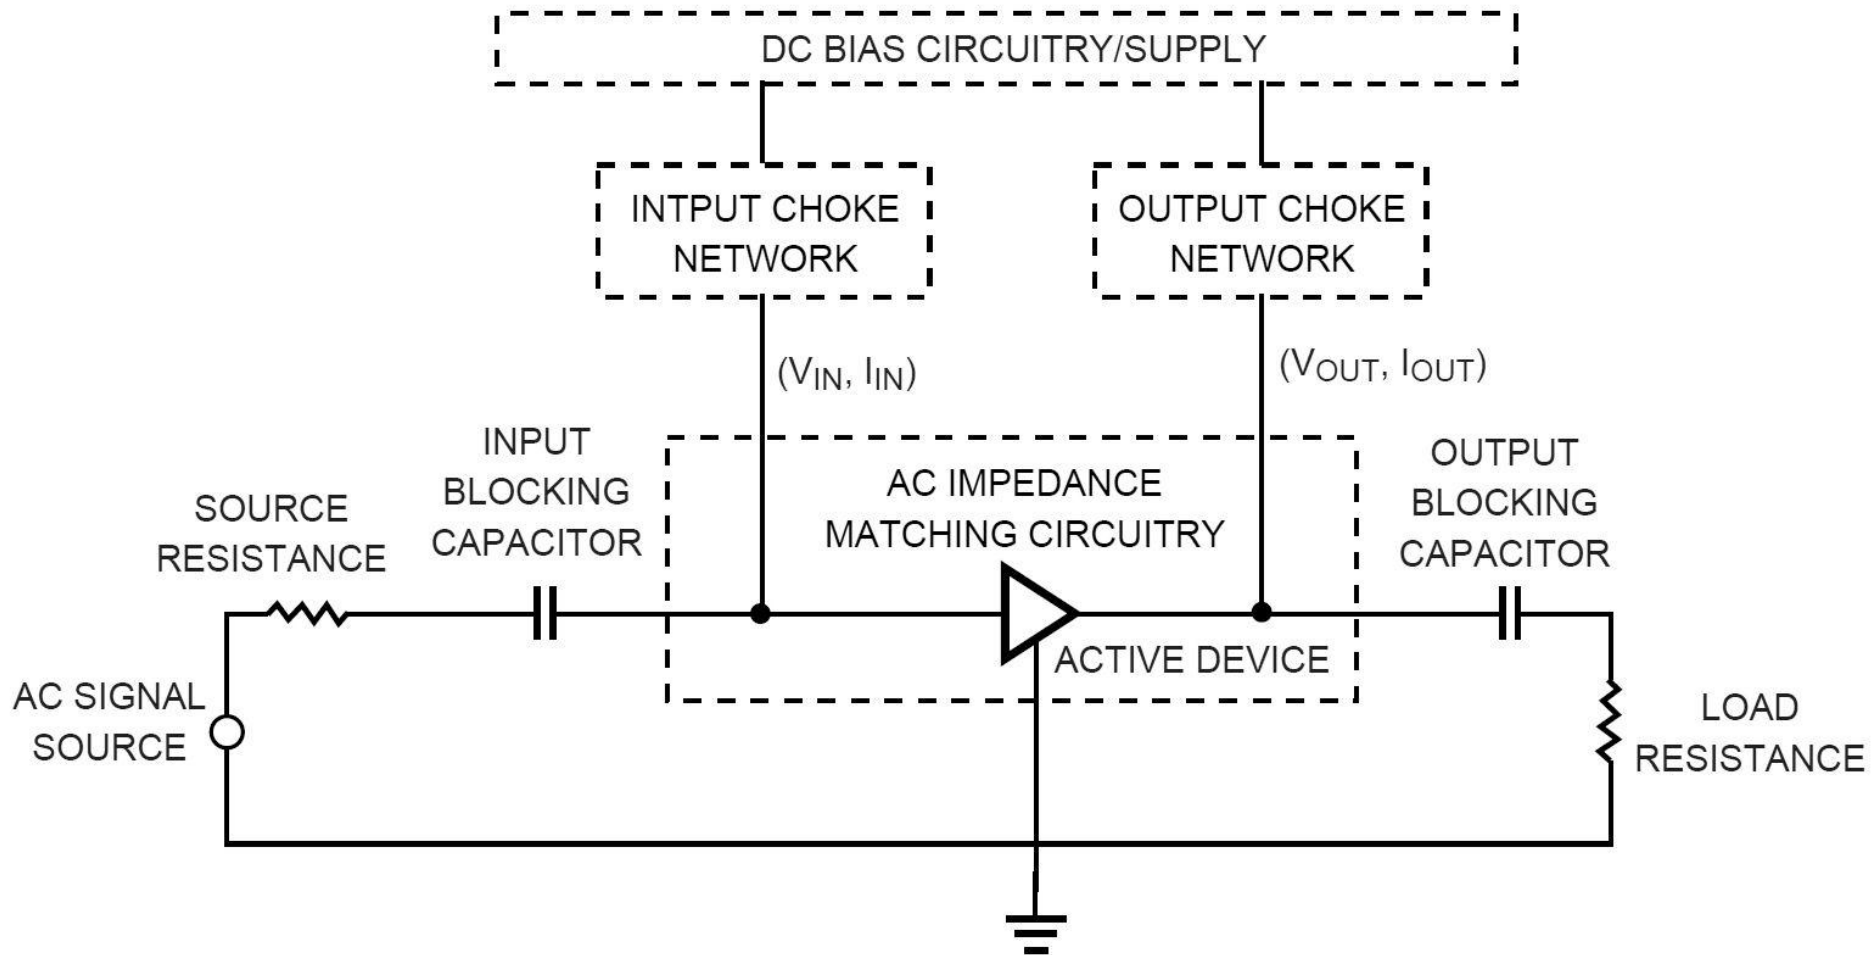 DC BIAS CIRCUITRY/SUPPLY
INTPUT CHOKE
NETWORK
OUTPUT CHOKE
NETWORK
(VIN, IIN)
(VOUT, IOUT)
INPUT
BLOCKING
CAPACITOR
SOURCE
RESISTANCE
AC IMPEDANCE
MATCHING CIRCUITRY
OUTPUT
BLOCKING
CAPACITOR
ACTIVE DEVICE
AC SIGNAL
SOURCE
LOAD
RESISTANCE